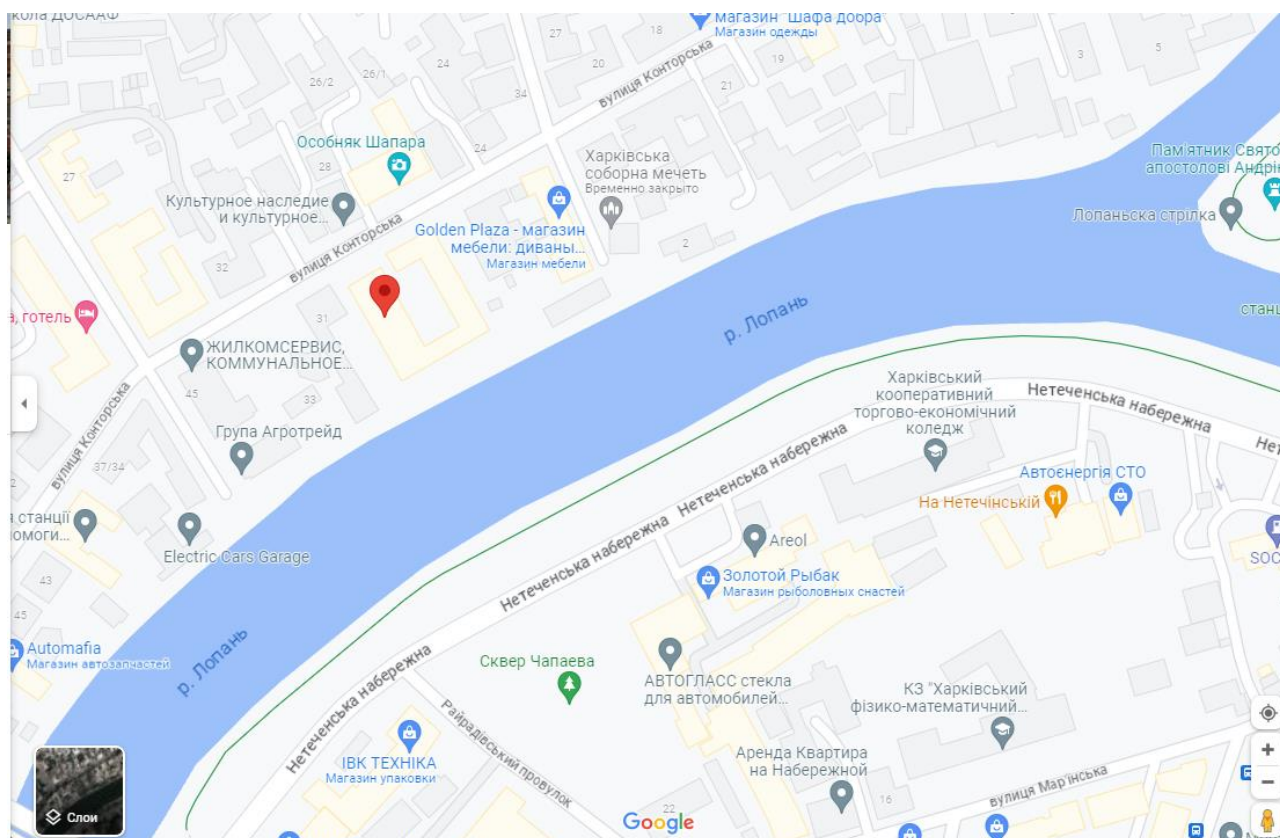 кола ДОСААФ
Магазин "Шафа добра"
Магазин одежды
27
18
3
5
26/2
26/1
24
20
19
34
21
вулиця Конторська
Особняк Шапара
28
24
27
Харківська
соборна мечеть
Временно закрыто
Пам'ятник Свято
апостолові Андрію
Лопаньска стрілка
Культурное наследие
и культурное...
Golden Plaza - магазин
мебели: диваны...
Магазин мебели
2
32
вулиця Конторська
а, готель
31
р. Лопань
станц
ЖИЛКОМСЕРВИС,
КОММУНАЛЬНОЕ...
45
33
Харківський
кооперативний
торгово-економічний
коледж
Нетеченська набережна
Нет
вулиця Конторська
Група Агротрейд
37/34
2
Нетеченська набережна
Автоенергія СТО
На Нетечінській
я станції
помоги...
Electric Cars Garage
Areol
SOC
43
Нетеченська набережна
Золотой Рыбак
Магазин рыболовных снастей
45
Automafia
Магазин автозапчастей
р. Лопань
Сквер Чапаева
АВТОГЛАСС стекла
для автомобилей...
КЗ "Харківський
фізико-математичний...
Нетеченська набережна
Райрадівський провулок
ІВК ТЕХНІКА
Магазин упаковки
Аренда Квартира
на Набережной
16
вулиця Мар'їнська
22
Слои
Google